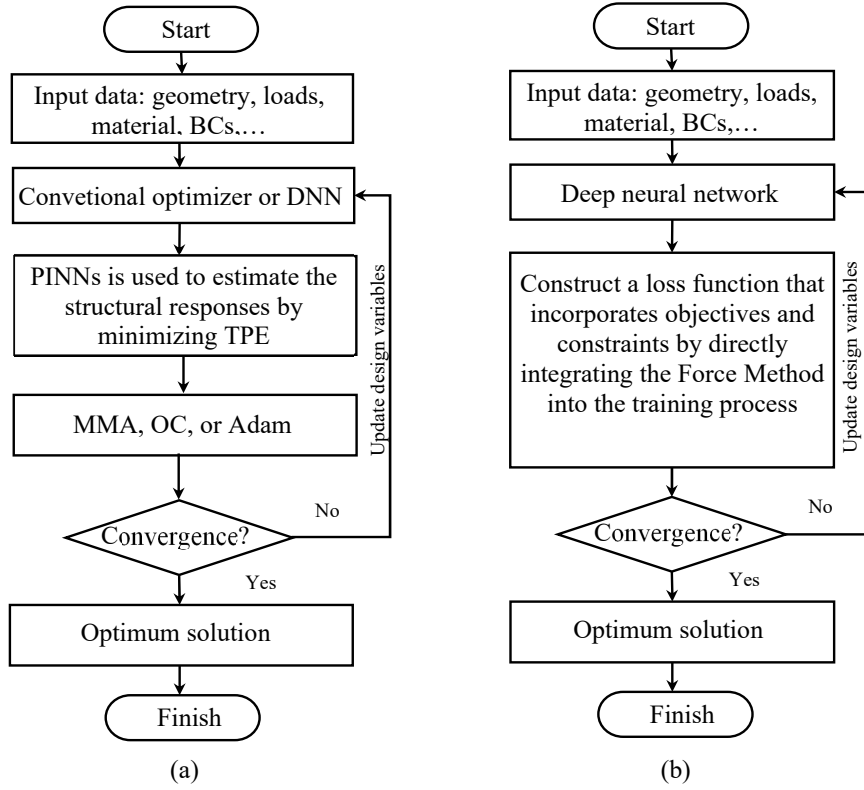 Start
Input data: geometry, loads,
material, BCs,…
Convetional optimizer or DNN
PINNs is used to estimate the
structural responses by
minimizing TPE
MMA, OC, or Adam
Update design variables
Convergence?
No
Yes
Optimum solution
Finish
(a)
Start
Input data: geometry, loads,
material, BCs,…
Deep neural network
Construct a loss function that
incorporates objectives and
constraints by directly
integrating the Force Method
into the training process
Update design variables
Convergence?
No
Yes
Optimum solution
Finish
(b)